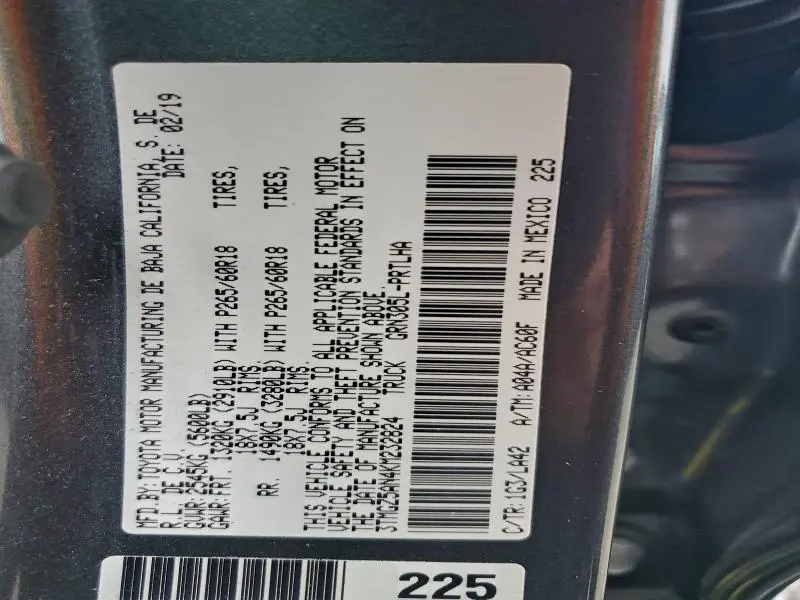 MFD.BY:TOYOTA MOTOR MANUFACTURING DE BAJA CALIFORNIA, S. DE
R.L. DE C.V. DATE: 02/19
GVWR:2545KG (5600LB)
GAWR:FRT. 1320KG (2910LB) WITH P265/60R18 TIRES,
18X7.5J RIMS,
RR. 1490KG (3280LB) WITH P265/60R18 TIRES,
18X7.5J RIMS.
THIS VEHICLE CONFORMS TO ALL APPLICABLE FEDERAL MOTOR
VEHICLE SAFETY AND THEFT PREVENTION STANDARDS IN EFFECT ON
THE DATE OF MANUFACTURE SHOWN ABOVE.
3TMGZ5AN4KM232624 TRUCK GRN305L-PRTLHA
C/TR:1G3/LA42 A/TM:A04A/AC60F MADE IN MEXICO 225
225